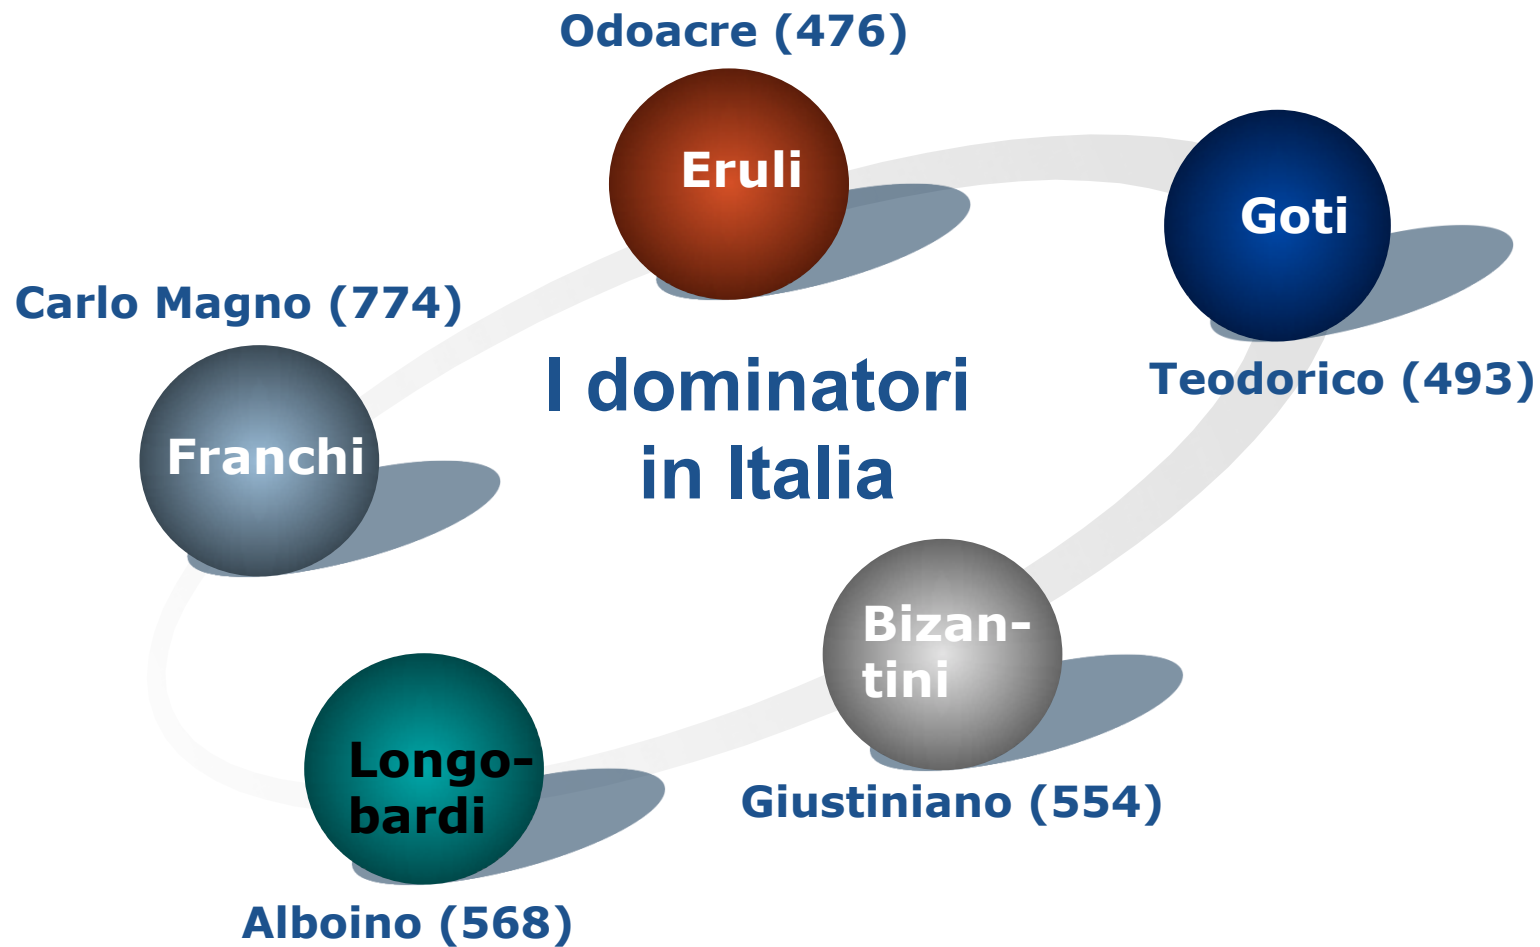 Odoacre (476)
Eruli
Goti
Teodorico (493)
Carlo Magno (774)
Franchi
I dominatori
in Italia
Bizan-
tini
Giustiniano (554)
Longo-
bardi
Alboino (568)